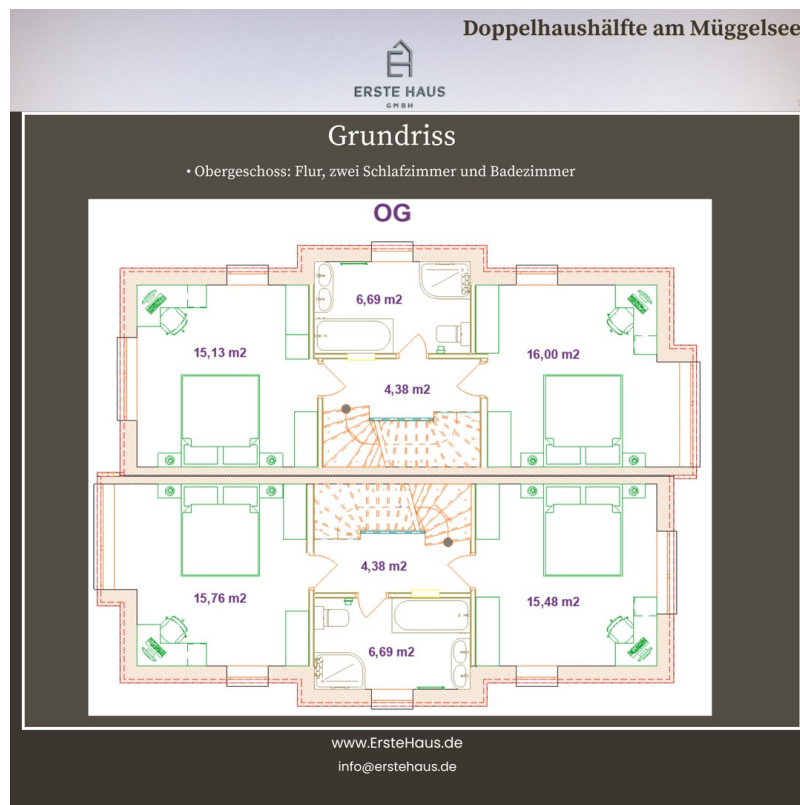 Doppelhaushälfte am Müggelsee
ERSTE HAUS
GMBH
Grundriss
• Obergeschoss: Flur, zwei Schlafzimmer und Badezimmer
OG
6,69 m2
15,13 m2
16,00 m2
4,38 m2
4,38 m2
15,76 m2
15,48 m2
6,69 m2
www.ErsteHaus.de
info@erstehaus.de